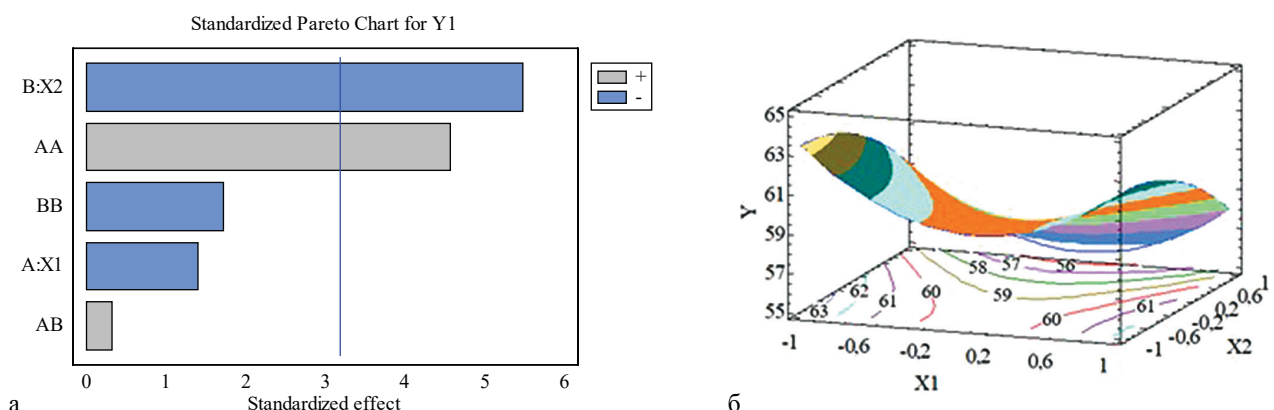 Standardized Pareto Chart for Y1
B:X2
AA
BB
A:X1
AB
+
-
0 1 2 3 4 5 6
Standardized effect
а
65
63
61
59
57
55
Y
58 57 56
59
62
60
63
61
60
61
-1 -0,6 -0,2 0,2 0,6 1
X1
-1 -0,6 -0,2 0,2 0,6 1
X2
б